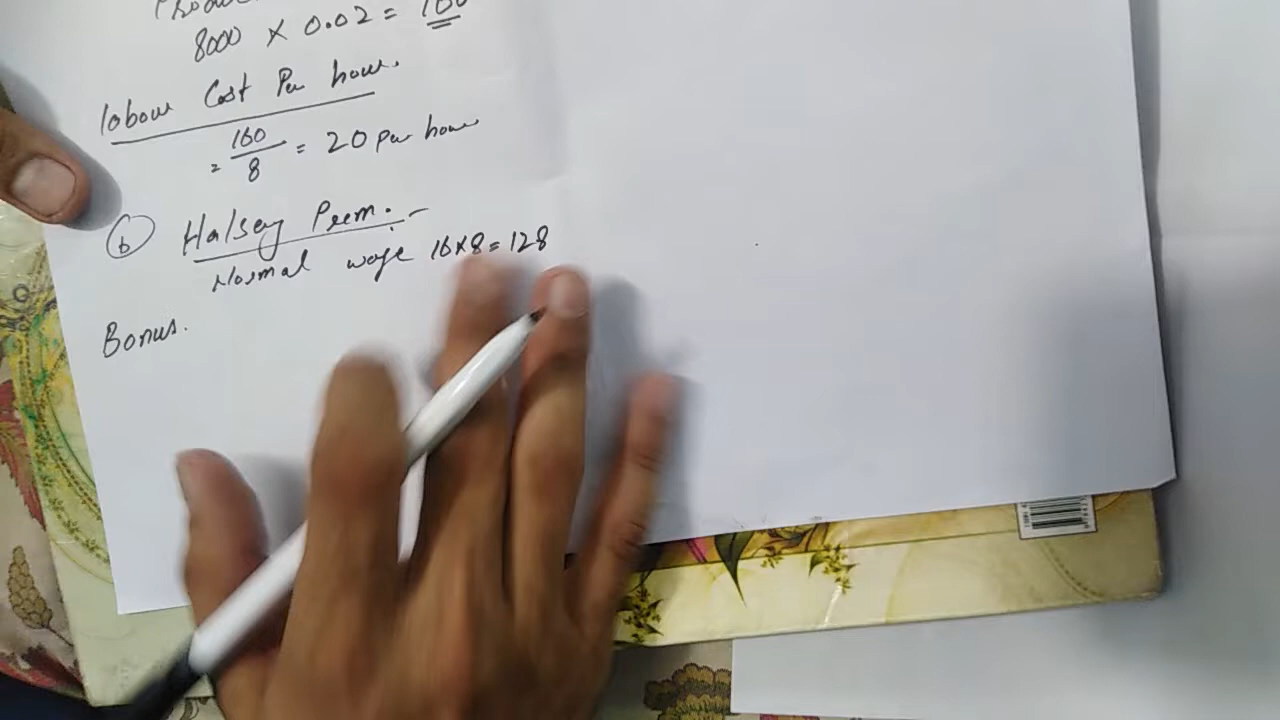 8000 × 0.02 = 160
labour Cost Per hour.
= 160/8 = 20 per hour
(b) Halsey Prem. -
Normal wage 16×8=128
Bonus.